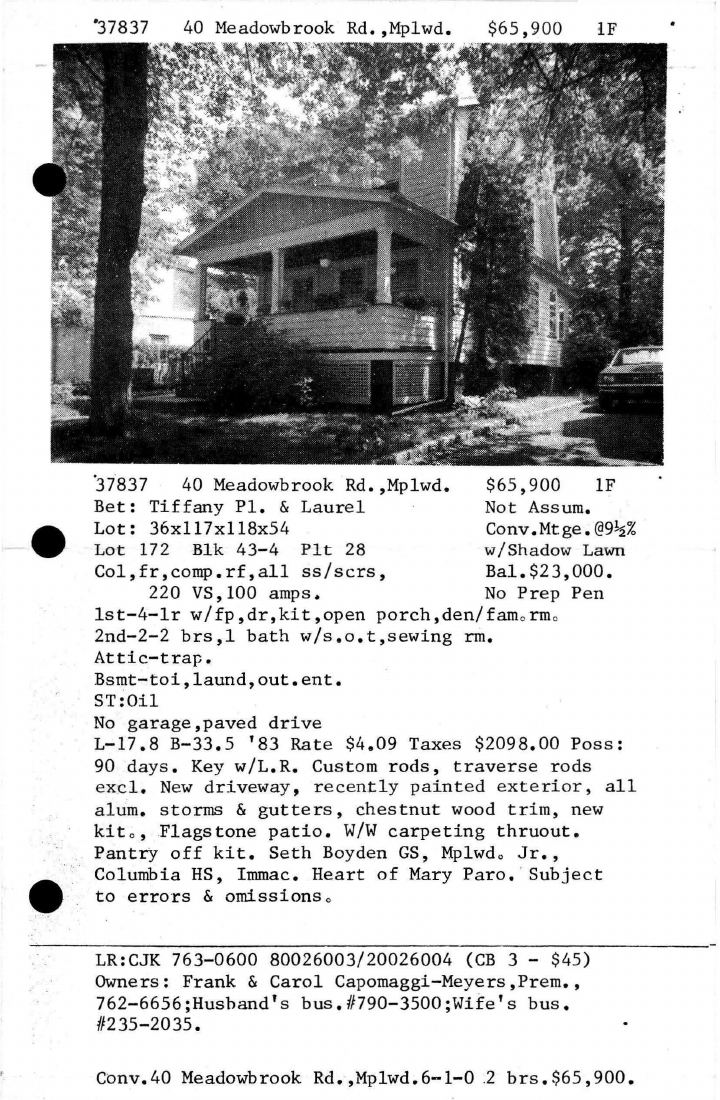 37837 40 Meadowbrook Rd.,Mplwd. $65,900 1F
37837 40 Meadowbrook Rd.,Mplwd. $65,900 1F
Bet: Tiffany Pl. & Laurel Not Assum.
Lot: 36x117x118x54 Conv.Mtge.@9½%
Lot 172 Blk 43-4 Plt 28 w/Shadow Lawn
Col,fr,comp.rf,all ss/scrs, Bal.$23,000.
220 VS,100 amps. No Prep Pen
1st-4-lr w/fp,dr,kit,open porch,den/fam.rm.
2nd-2-2 brs,1 bath w/s.o.t,sewing rm.
Attic-trap.
Bsmt-toi,laund,out.ent.
ST:Oil
No garage,paved drive
L-17.8 B-33.5 '83 Rate $4.09 Taxes $2098.00 Poss:
90 days. Key w/L.R. Custom rods, traverse rods
excl. New driveway, recently painted exterior, all
alum. storms & gutters, chestnut wood trim, new
kit., Flagstone patio. W/W carpeting thruout.
Pantry off kit. Seth Boyden GS, Mplwd. Jr.,
Columbia HS, Immac. Heart of Mary Paro. Subject
to errors & omissions.
LR:CJK 763-0600 80026003/20026004 (CB 3 - $45)
Owners: Frank & Carol Capomaggi-Meyers,Prem.,
762-6656;Husband's bus.#790-3500;Wife's bus.
#235-2035.
Conv.40 Meadowbrook Rd.,Mplwd.6-1-0 2 brs.$65,900.